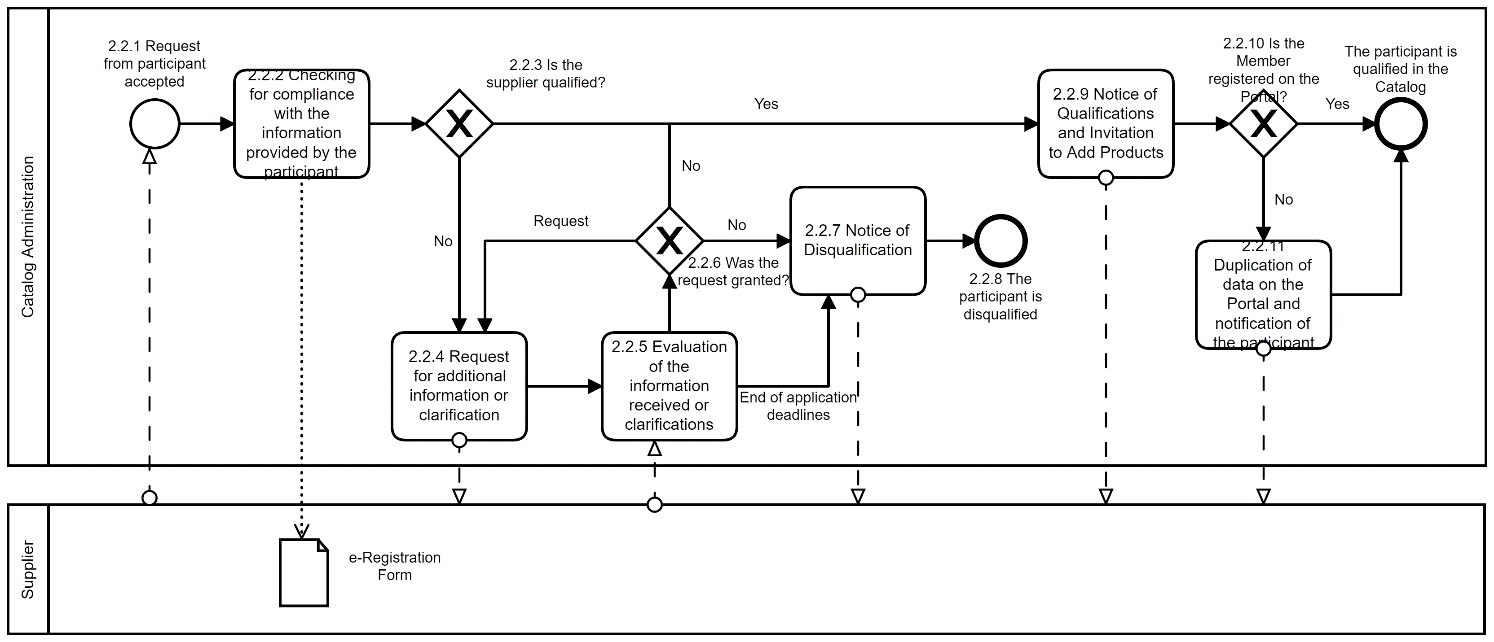 Catalog Administration
2.2.1 Request
from participant
accepted
2.2.2 Checking
for compliance
with the
information
provided by the
participant
2.2.3 Is the
supplier qualified?
Yes
No
2.2.4 Request
for additional
information or
clarification
2.2.5 Evaluation
of the
information
received or
clarifications
Request
No
No
2.2.6 Was the
request granted?
End of application
deadlines
2.2.7 Notice of
Disqualification
2.2.8 The
participant is
disqualified
2.2.9 Notice of
Qualifications
and Invitation
to Add Products
2.2.10 Is the
Member
registered on the
Portal?
Yes
No
The participant is
qualified in the
Catalog
2.2.11
Duplication of
data on the
Portal and
notification of
the participant
Supplier
e-Registration
Form